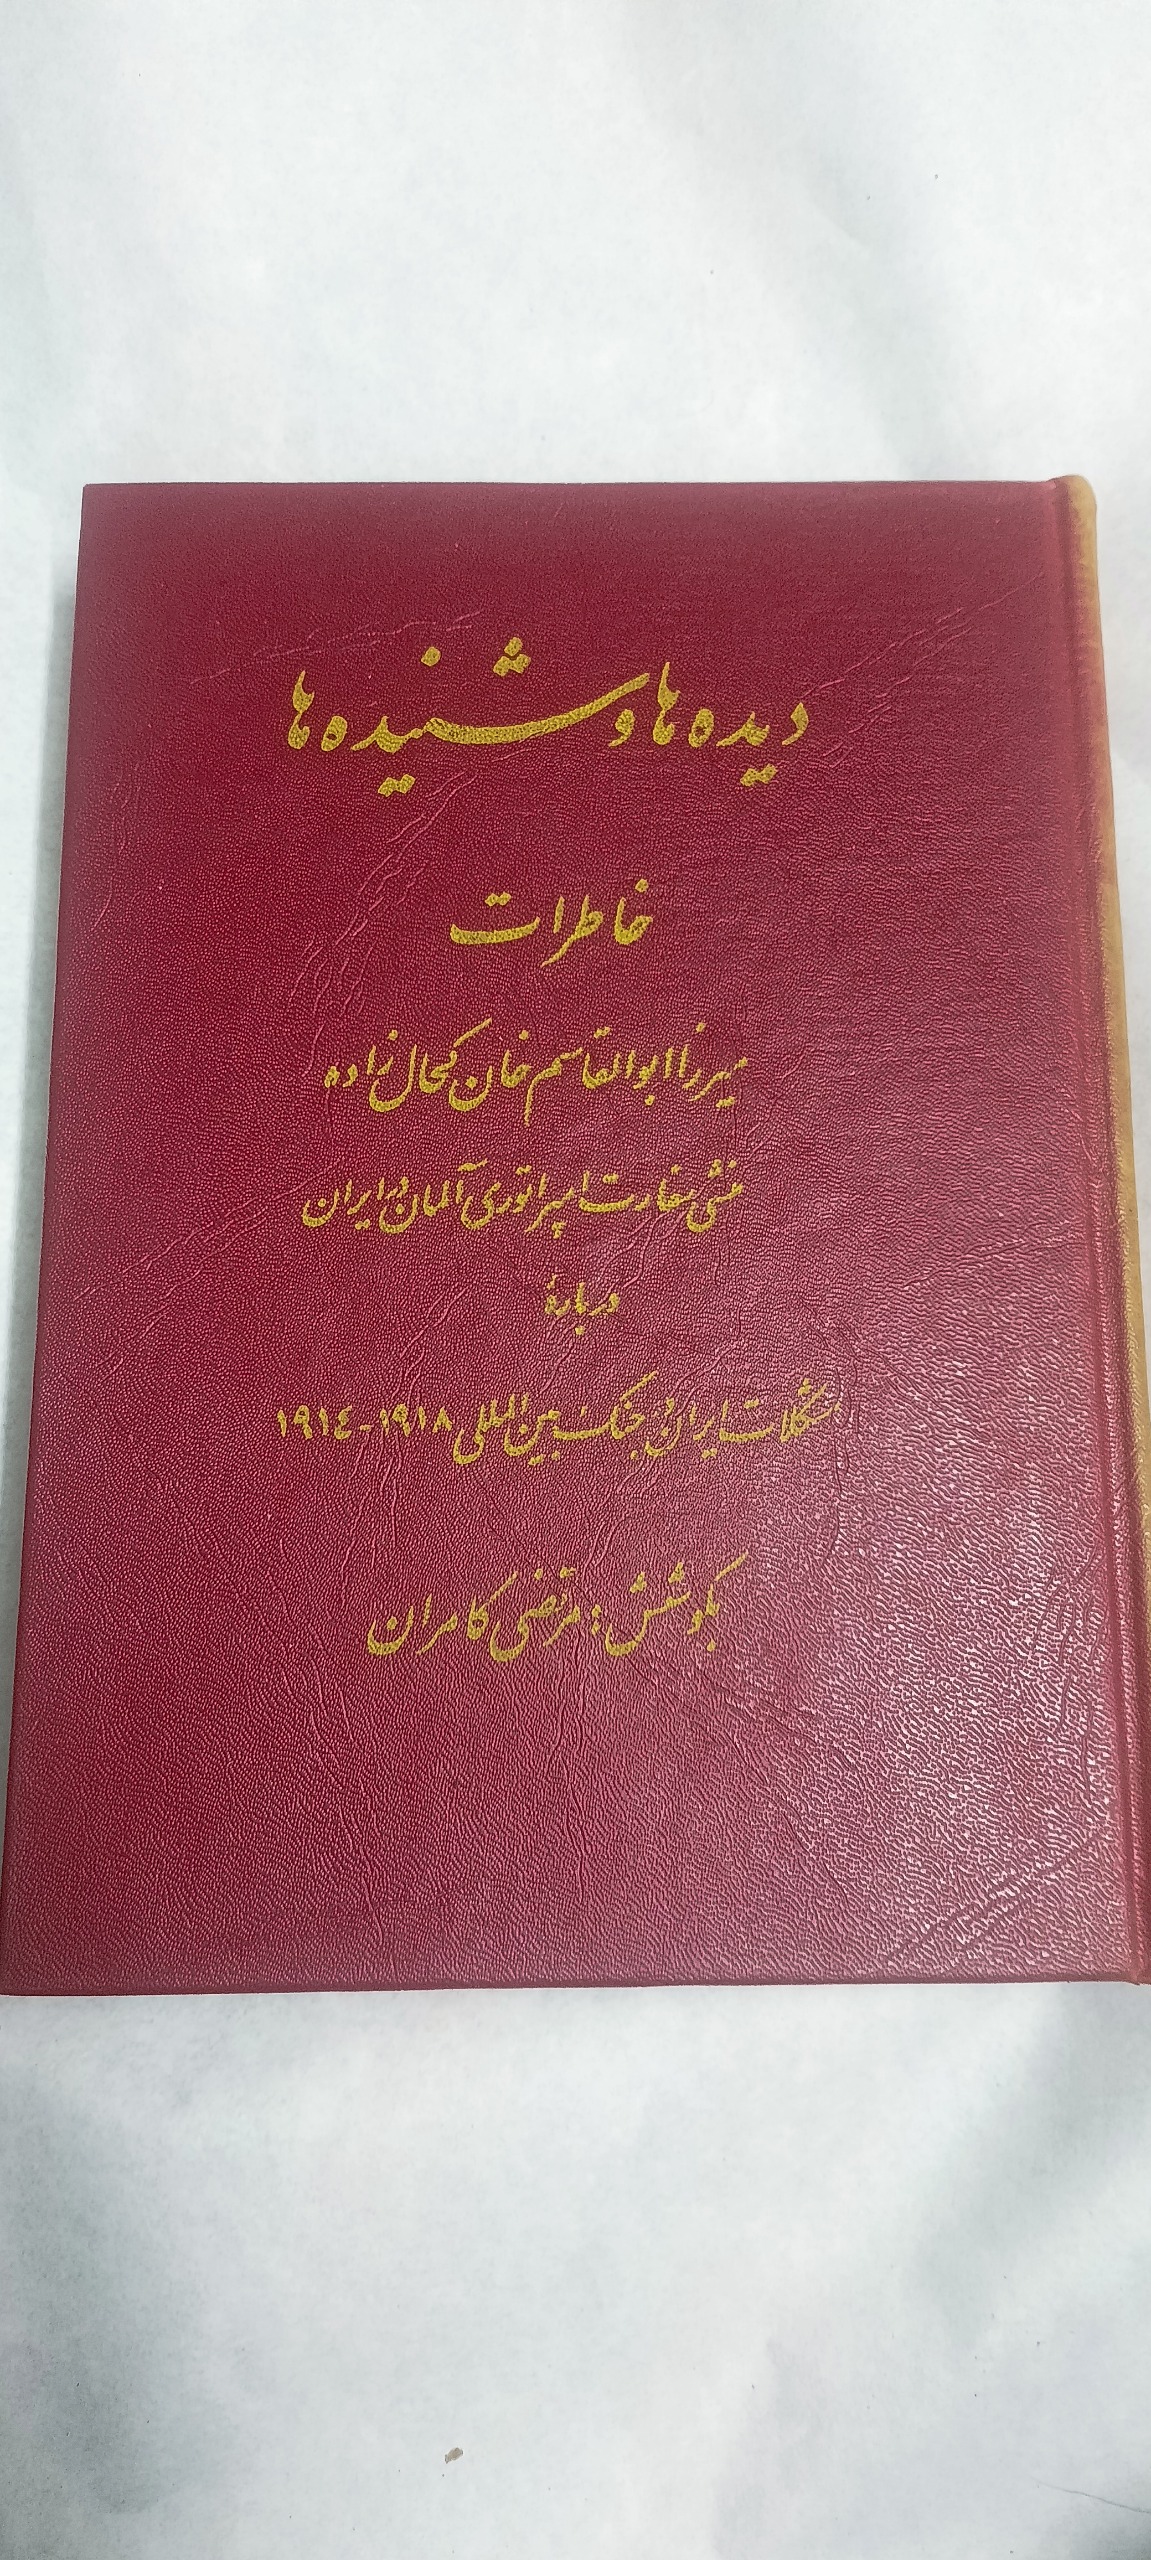 دیده‌ها و شنیده‌ها
خاطرات
میرزا ابوالقاسم خان کحال زاده
منشی سفارت امپراتوری آلمان در ایران
دربارهٔ
مشکلات ایران در جنگ بین المللی ۱۹۱۸-۱۹۱٤
بکوشش : مرتضی کامران